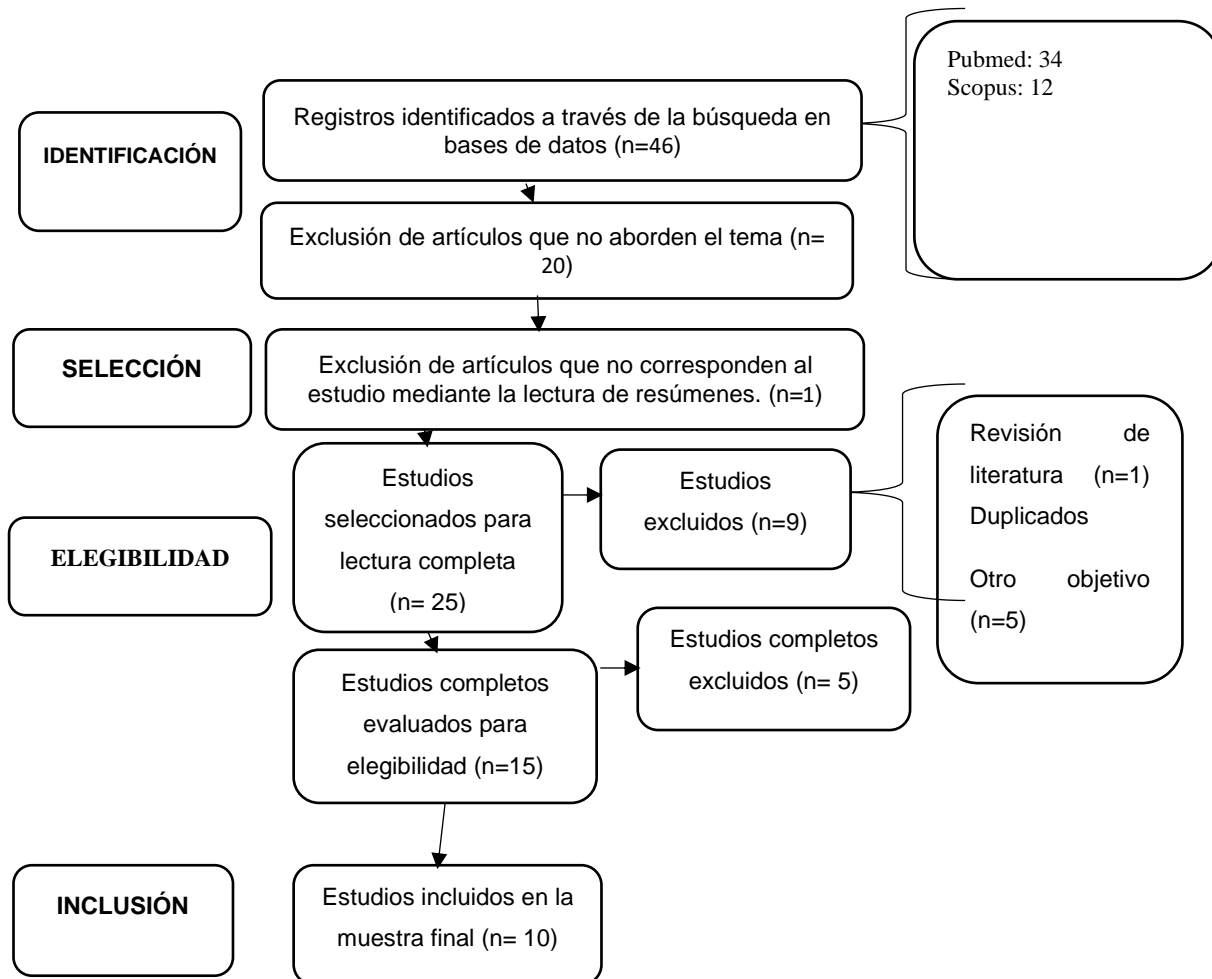 Pubmed: 34
Scopus: 12
IDENTIFICACIÓN
Registros identificados a través de la búsqueda en
bases de datos (n=46)
Exclusión de artículos que no aborden el tema (n=
20)
SELECCIÓN
Exclusión de artículos que no corresponden al
estudio mediante la lectura de resúmenes. (n=1)
ELEGIBILIDAD
Estudios
seleccionados para
lectura completa
(n= 25)
Estudios
excluidos (n=9)
Revisión de
literatura (n=1)
Duplicados
Otro objetivo
(n=5)
Estudios completos
evaluados para
elegibilidad (n=15)
Estudios completos
excluidos (n= 5)
INCLUSIÓN
Estudios incluidos en la
muestra final (n= 10)